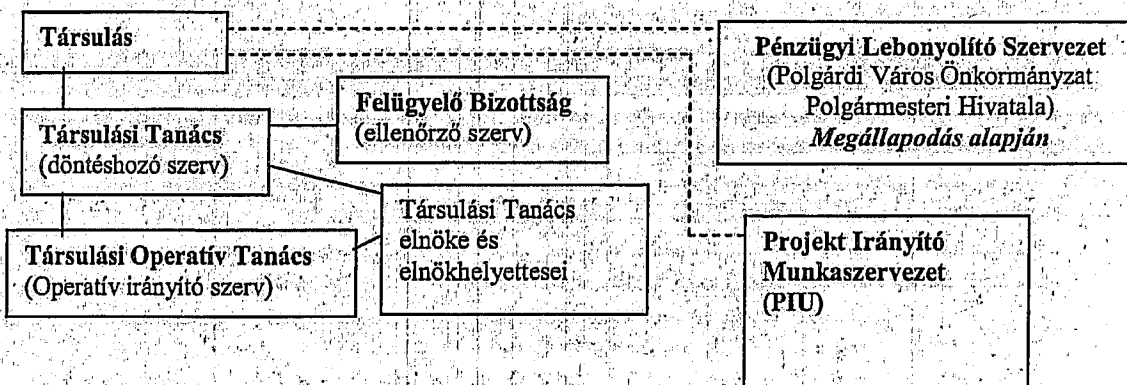 Társulás
Pénzügyi Lebonyolító Szervezet
(Polgárdi Város Önkormányzat
Polgármesteri Hivatala)
Megállapodás alapján
Felügyelő Bizottság
(ellenőrző szerv)
Társulási Tanács
(döntéshozó szerv)
Társulási Tanács
elnöke és
elnökhelyettesei
Társulási Operatív Tanács
(Operatív irányító szerv)
Projekt Irányító
Munkaszervezet
(PIU)